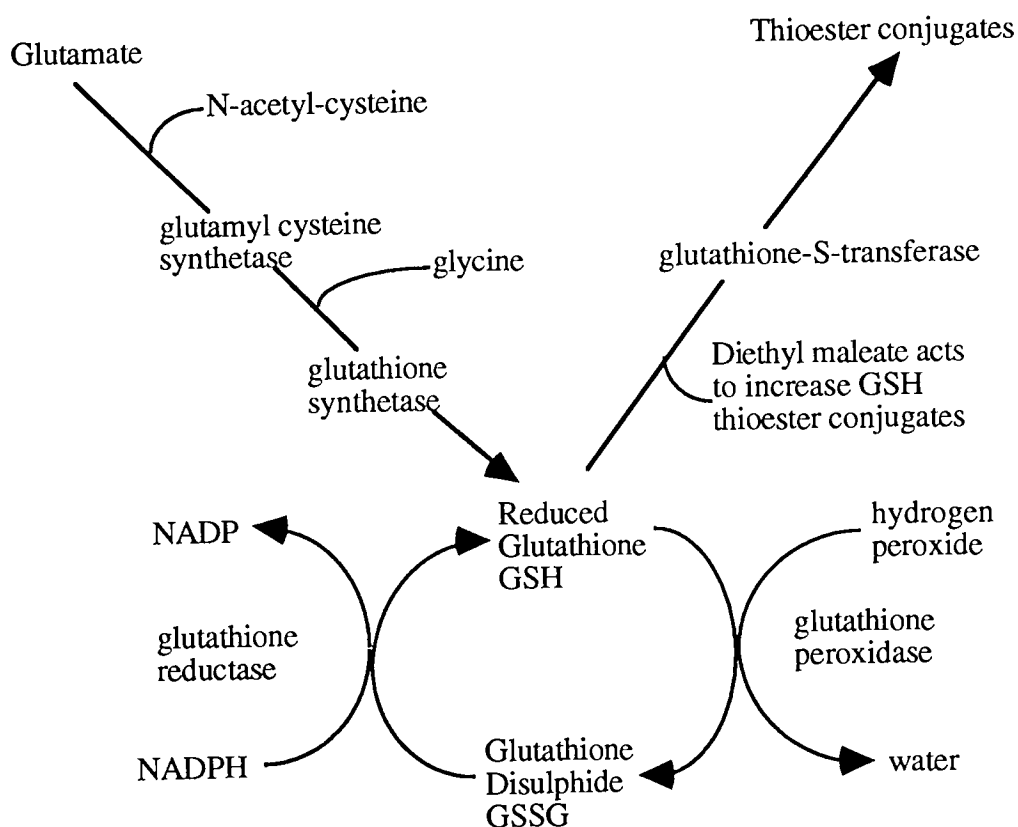 Thioester conjugates
Glutamate
N-acetyl-cysteine
glutamyl cysteine
synthetase
glycine
glutathione-S-transferase
glutathione
synthetase
Diethyl maleate acts
to increase GSH
thioester conjugates
NADP
Reduced
Glutathione
GSH
hydrogen
peroxide
glutathione
reductase
glutathione
peroxidase
NADPH
Glutathione
Disulphide
GSSG
water